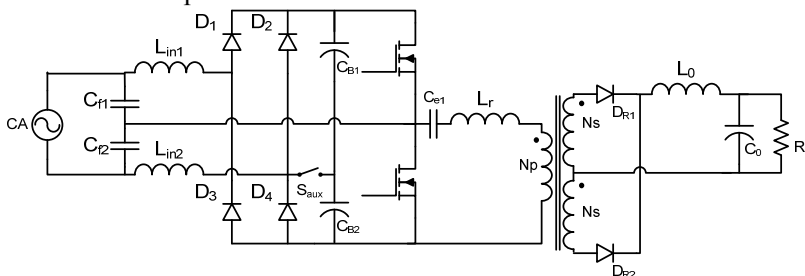 D1 D2
Lin1
Cf1
CB1
Ce1
Lr
L0
DR1
Ns
CA
Cf2
Lin2
Np
C0
R
D3 D4
Saux
CB2
Ns
DR2